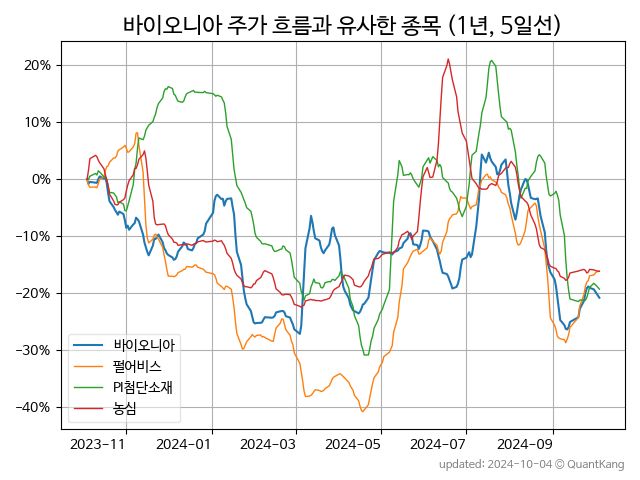 바이오니아 주가 흐름과 유사한 종목 (1년, 5일선)
20%
10%
0%
−10%
−20%
−30%
−40%
바이오니아
떨어비스
PI첨단소재
농심
2023-11
2024-01
2024-03
2024-05
2024-07
2024-09
updated: 2024-10-04 © QuantKang